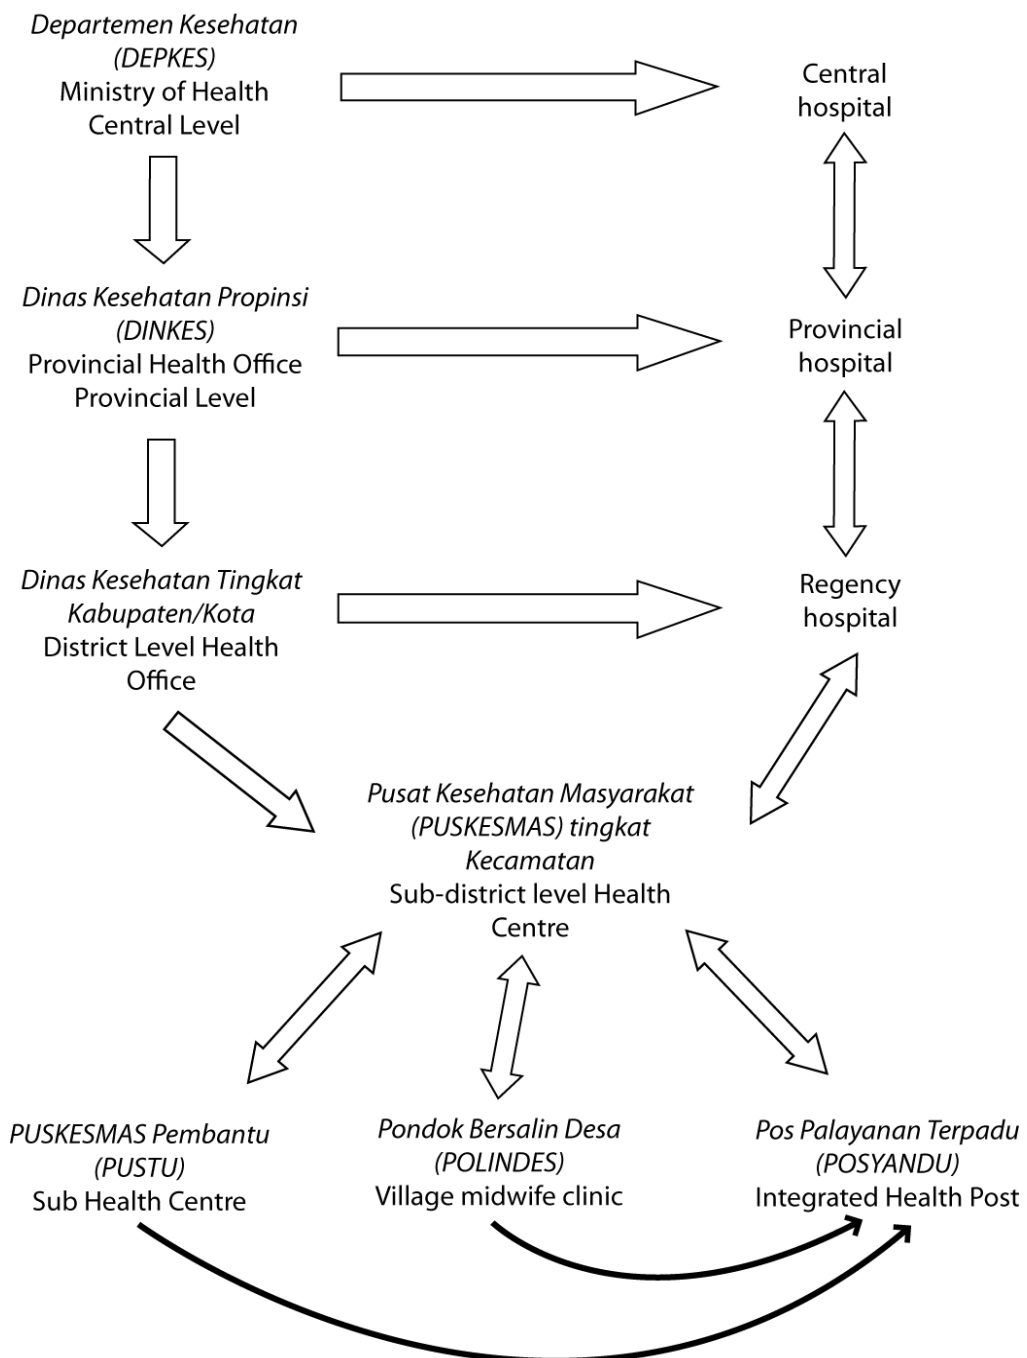 Departemen Kesehatan
(DEPKES)
Ministry of Health
Central Level
Central
hospital
Dinas Kesehatan Propinsi
(DINKES)
Provincial Health Office
Provincial Level
Provincial
hospital
Dinas Kesehatan Tingkat
Kabupaten/Kota
District Level Health
Office
Regency
hospital
Pusat Kesehatan Masyarakat
(PUSKESMAS) tingkat
Kecamatan
Sub-district level Health
Centre
PUSKESMAS Pembantu
(PUSTU)
Sub Health Centre
Pondok Bersalin Desa
(POLINDES)
Village midwife clinic
Pos Palayanan Terpadu
(POSYANDU)
Integrated Health Post